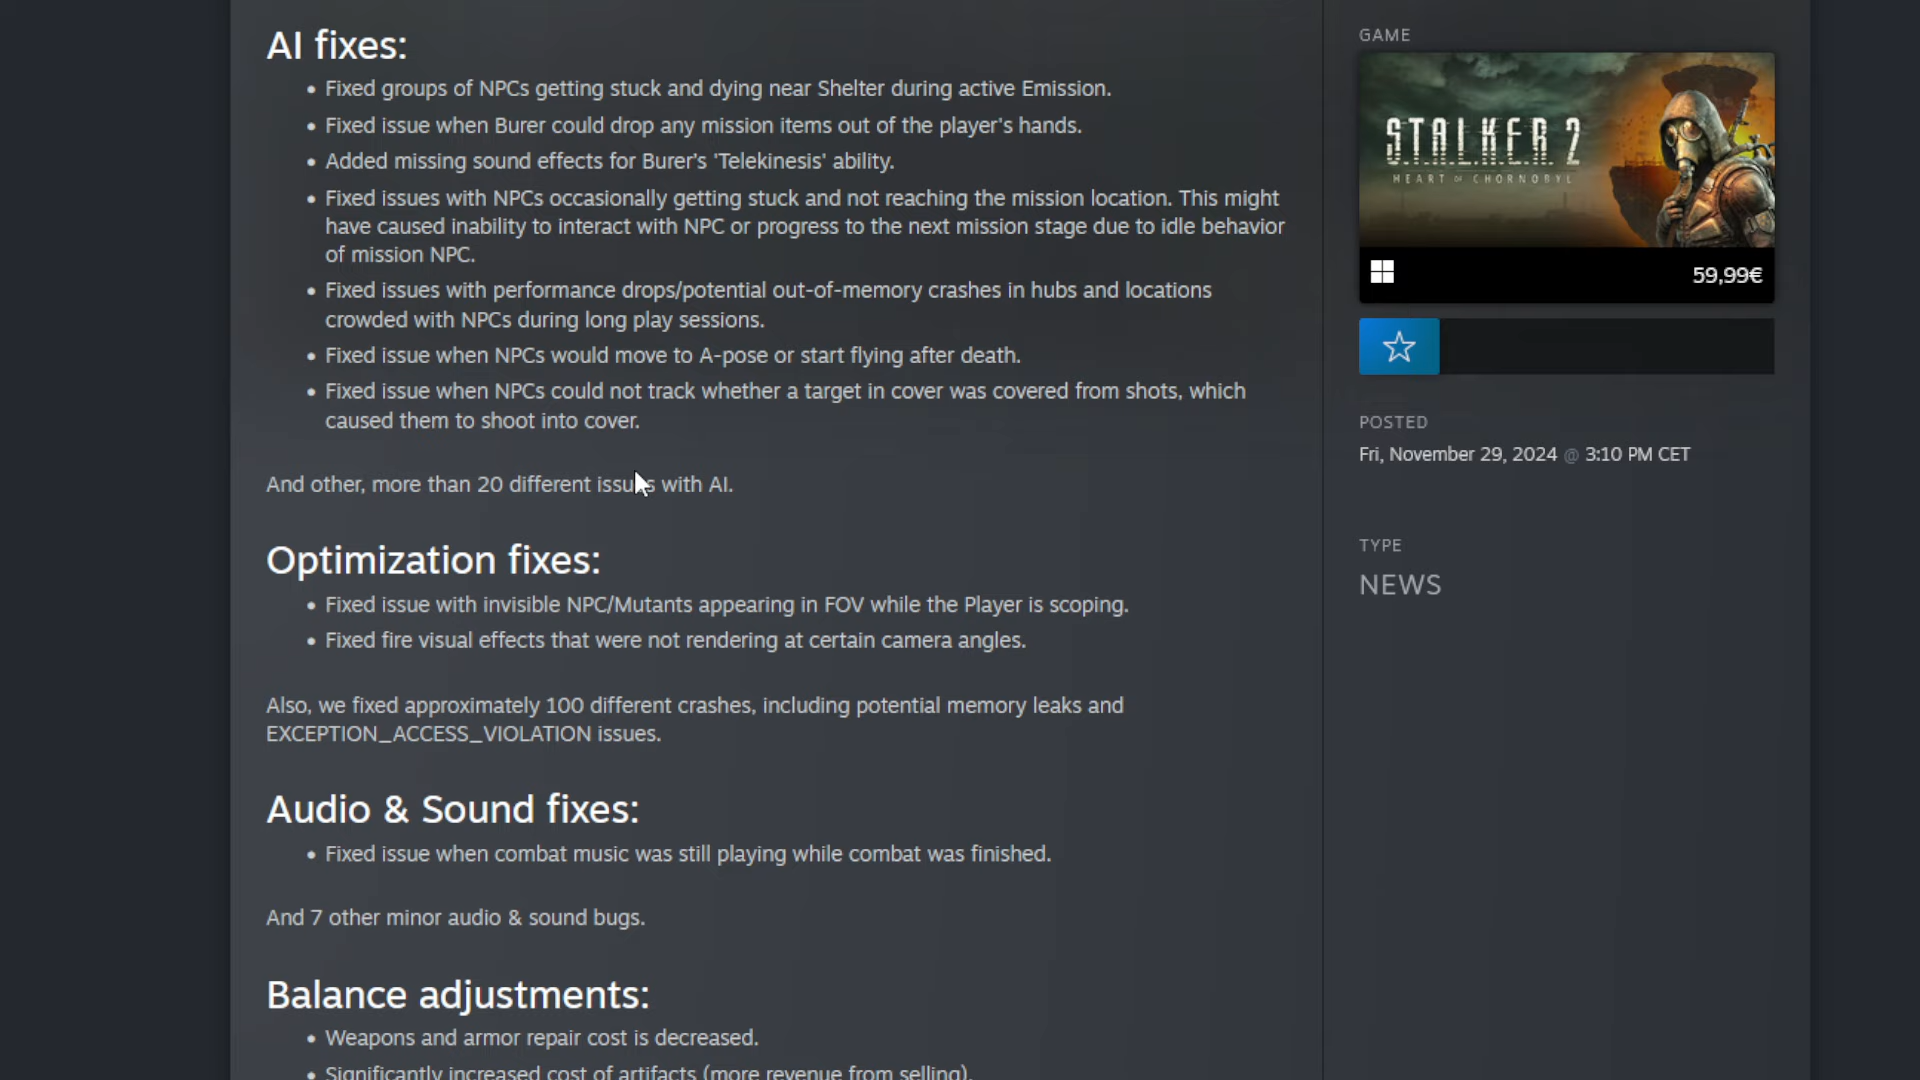 AI fixes:
• Fixed groups of NPCs getting stuck and dying near Shelter during active Emission.
• Fixed issue when Burer could drop any mission items out of the player's hands.
• Added missing sound effects for Burer's 'Telekinesis' ability.
• Fixed issues with NPCs occasionally getting stuck and not reaching the mission location. This might
have caused inability to interact with NPC or progress to the next mission stage due to idle behavior
of mission NPC.
• Fixed issues with performance drops/potential out-of-memory crashes in hubs and locations
crowded with NPCs during long play sessions.
• Fixed issue when NPCs would move to A-pose or start flying after death.
• Fixed issue when NPCs could not track whether a target in cover was covered from shots, which
caused them to shoot into cover.
And other, more than 20 different issues with AI.
Optimization fixes:
• Fixed issue with invisible NPC/Mutants appearing in FOV while the Player is scoping.
• Fixed fire visual effects that were not rendering at certain camera angles.
Also, we fixed approximately 100 different crashes, including potential memory leaks and
EXCEPTION_ACCESS_VIOLATION issues.
Audio & Sound fixes:
• Fixed issue when combat music was still playing while combat was finished.
And 7 other minor audio & sound bugs.
Balance adjustments:
• Weapons and armor repair cost is decreased.
• Significantly increased cost of artifacts (more revenue from selling).
GAME
S.T.A.L.K.E.R. 2
HEART OF CHORNOBYL
59,99€
POSTED
Fri, November 29, 2024 @ 3:10 PM CET
TYPE
NEWS